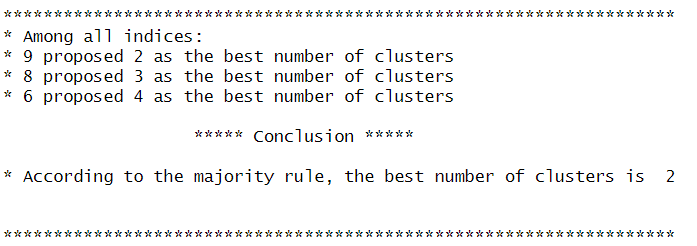 *******************************************************************
* Among all indices:
* 9 proposed 2 as the best number of clusters
* 8 proposed 3 as the best number of clusters
* 6 proposed 4 as the best number of clusters
***** Conclusion *****
* According to the majority rule, the best number of clusters is  2
*******************************************************************